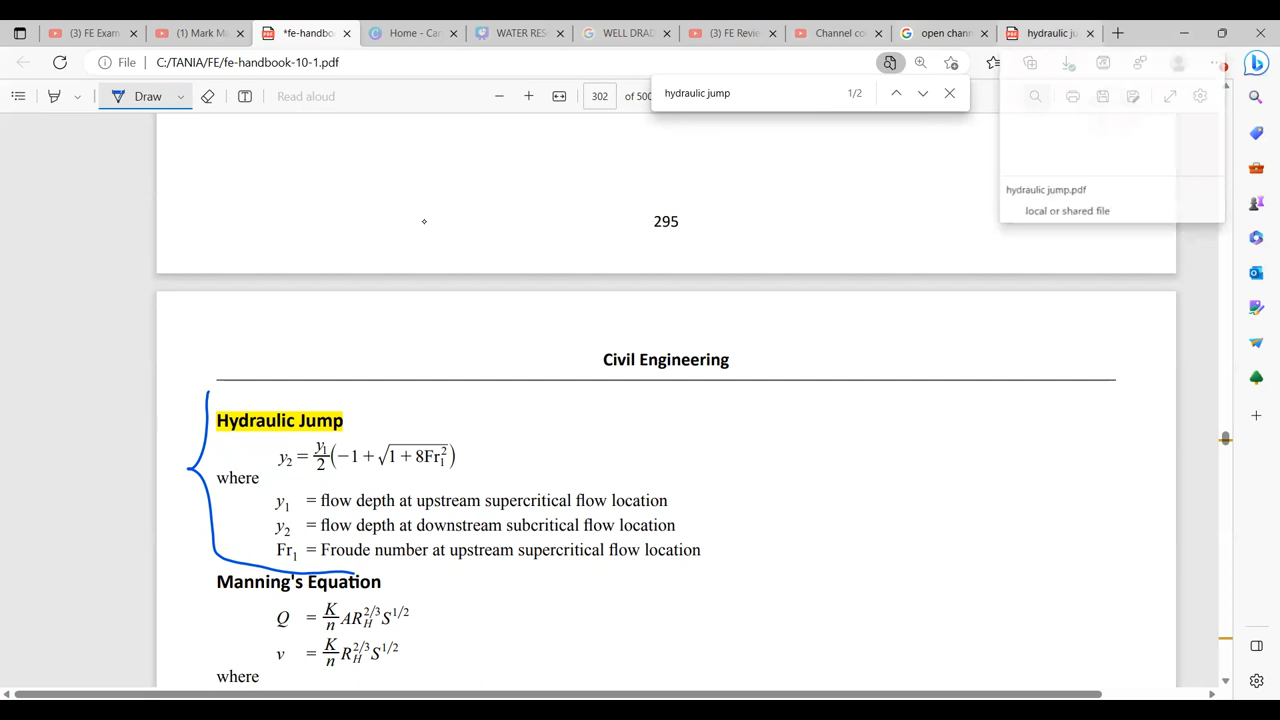 (3) FE Exam
(1) Mark M
*fe-handbo
Home - Can
WATER RES
WELL DRAD
(3) FE Revie
Channel co
open chann
hydraulic ju
File C:/TANIA/FE/fe-handbook-10-1.pdf
hydraulic jump 1/2
Draw Read aloud 302 of 500
hydraulic jump.pdf
local or shared file
295
Civil Engineering
Hydraulic Jump
y₂ = y₁/2 (−1 + √(1 + 8Fr₁²))
where
y₁ = flow depth at upstream supercritical flow location
y₂ = flow depth at downstream subcritical flow location
Fr₁ = Froude number at upstream supercritical flow location
Manning's Equation
Q = K/n AR_H^2/3 S^1/2
v = K/n R_H^2/3 S^1/2
where